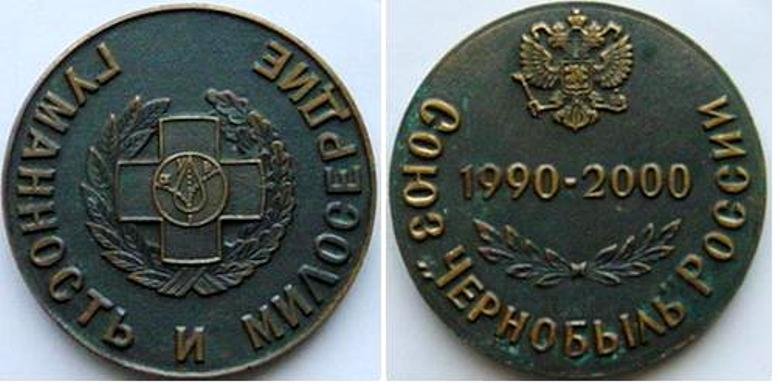 ГУМАННОСТЬ И МИЛОСЕРДИЕ
1990-2000
СОЮЗ „ЧЕРНОБЫЛЬ" РОССИИ